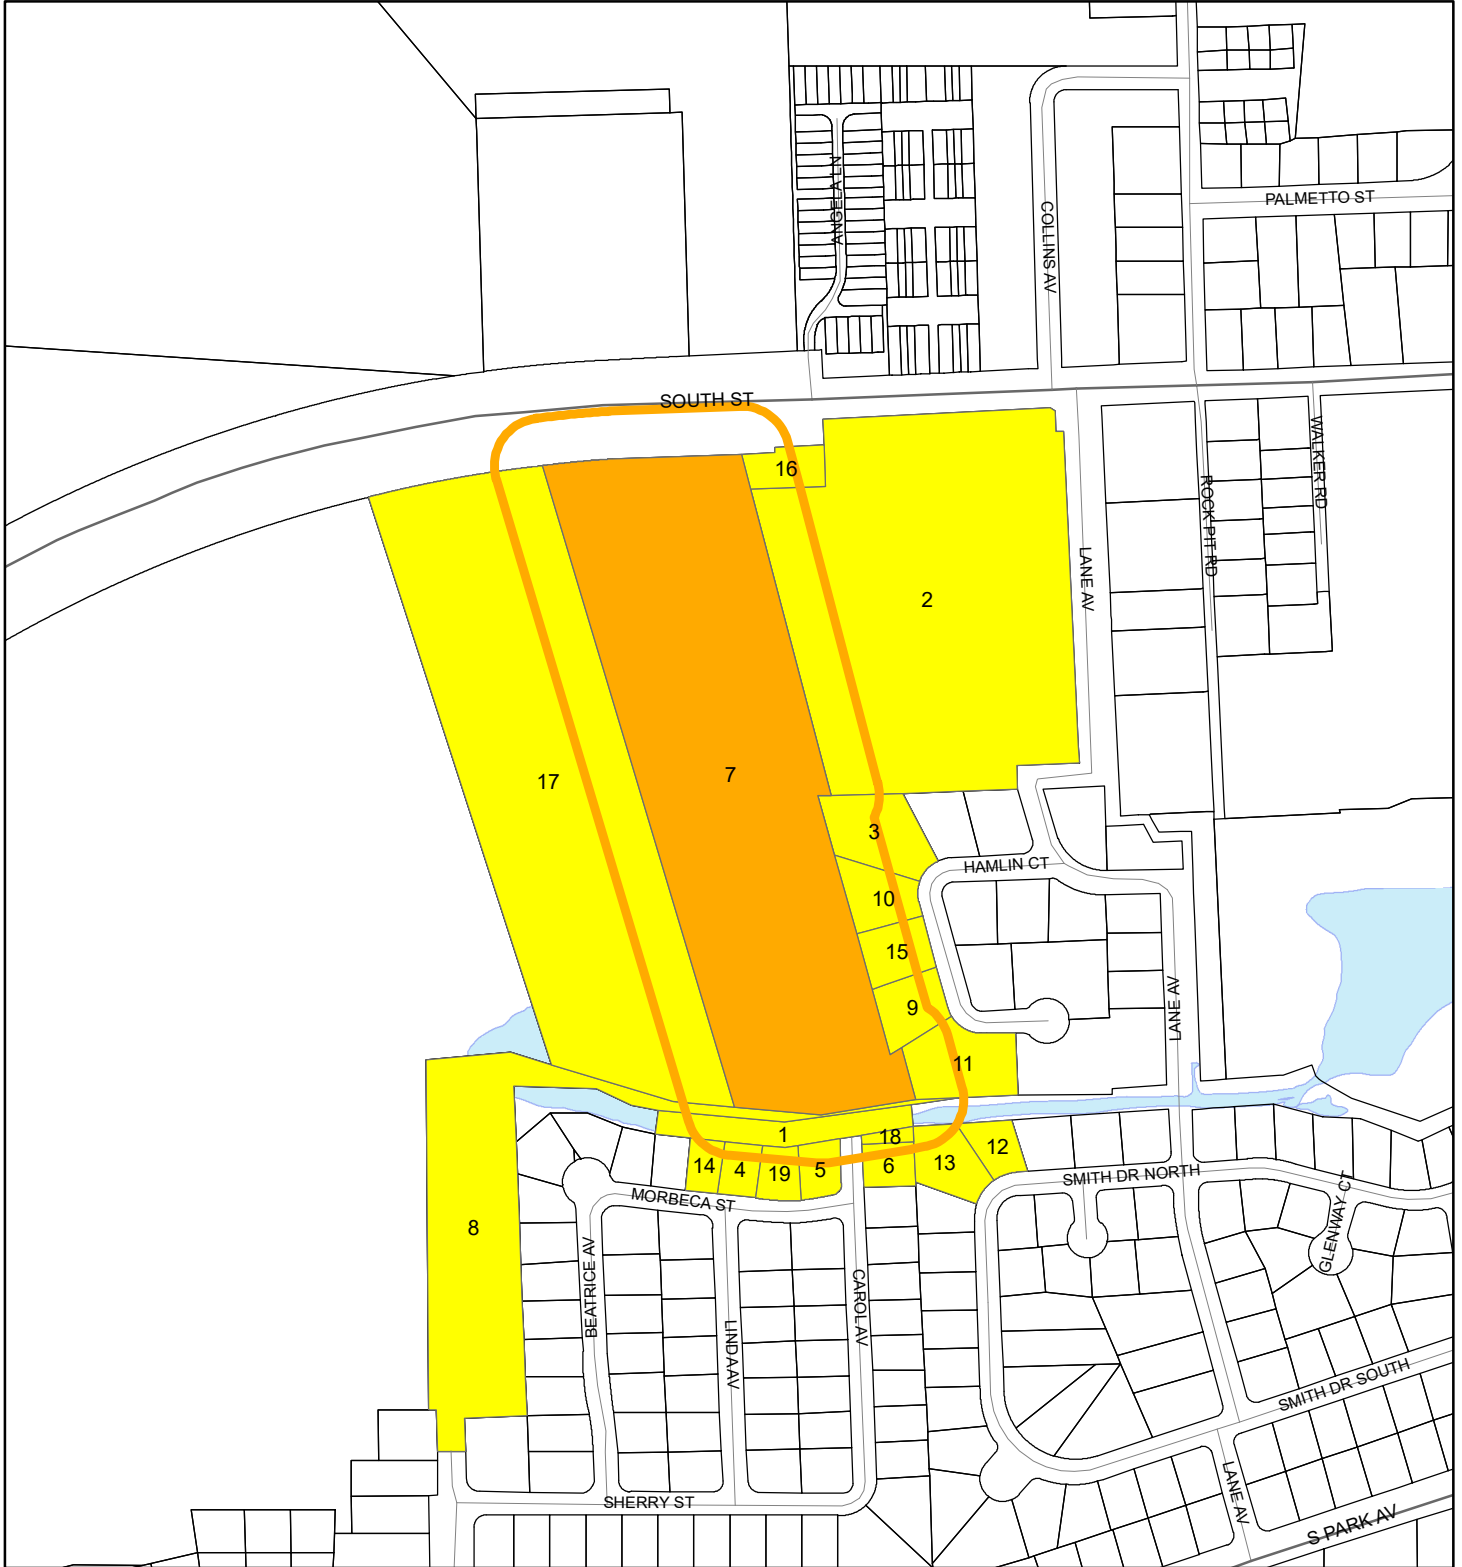 ANGELA LN
COLLINS AV
PALMETTO ST
SOUTH ST
16
WALKER RD
ROCK PIT RD
LANE AV
2
17
7
3
HAMLIN CT
10
15
9
LANE AV
11
1
18
14
4
19
5
6
13
12
SMITH DR NORTH
MORBECA ST
8
GLENWAY CT
BEATRICE AV
LINDA AV
CAROL AV
SMITH DR SOUTH
LANE AV
SHERRY ST
S PARK AV